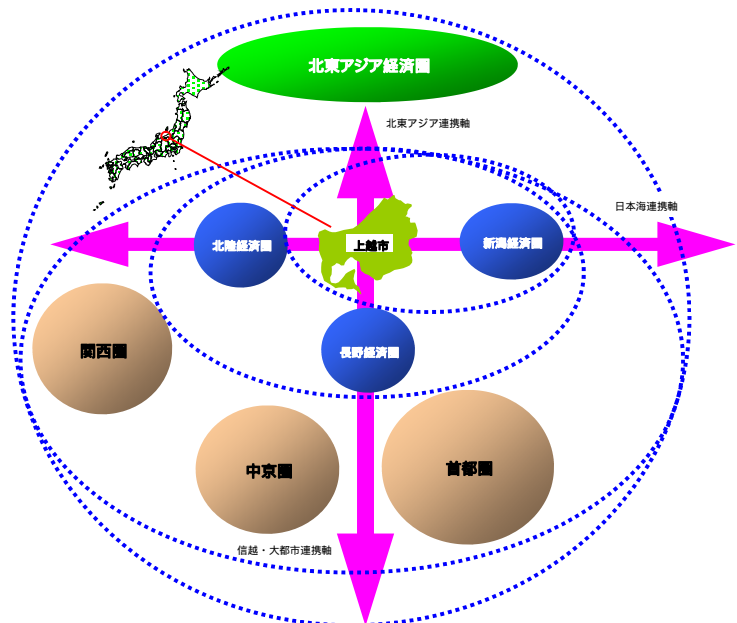 北東アジア経済圏
北東アジア連携軸
日本海連携軸
北陸経済圏
上越市
新潟経済圏
関西圏
長野経済圏
中京圏
首都圏
信越・大都市連携軸